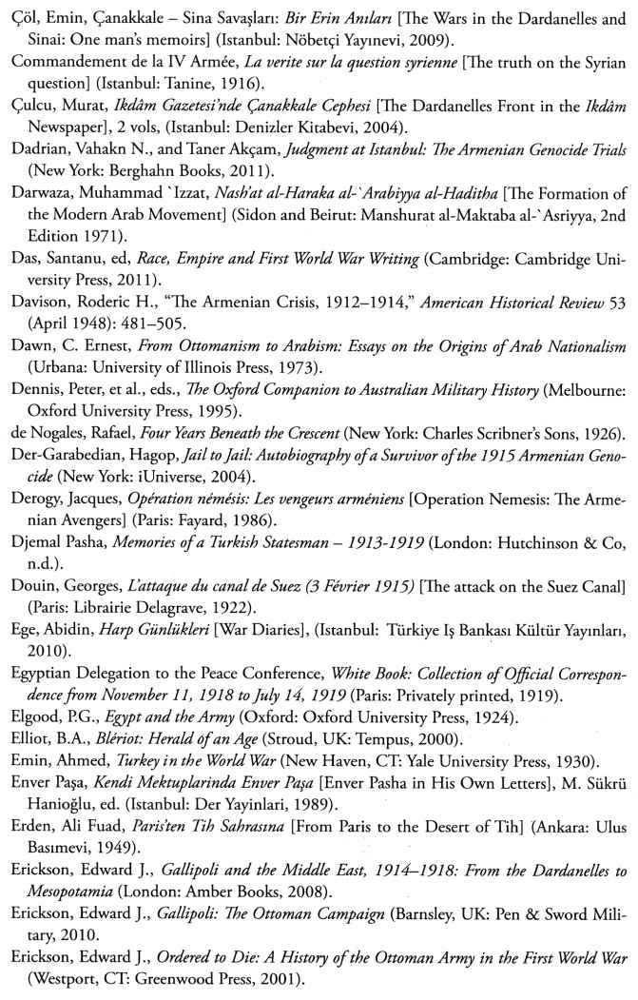 Çöl, Emin, Çanakkale – Sina Savaşları: Bir Erin Anıları [The Wars in the Dardanelles and
Sinai: One man's memoirs] (Istanbul: Nöbetçi Yayınevi, 2009).
Commandement de la IV Armée, La verite sur la question syrienne [The truth on the Syrian
question] (Istanbul: Tanine, 1916).
Çulcu, Murat, Ikdâm Gazetesi'nde Çanakkale Cephesi [The Dardanelles Front in the Ikdâm
Newspaper], 2 vols, (Istanbul: Denizler Kitabevi, 2004).
Dadrian, Vahakn N., and Taner Akçam, Judgment at Istanbul: The Armenian Genocide Trials
(New York: Berghahn Books, 2011).
Darwaza, Muhammad `Izzat, Nash'at al-Haraka al-`Arabiyya al-Haditha [The Formation of
the Modern Arab Movement] (Sidon and Beirut: Manshurat al-Maktaba al-`Asriyya, 2nd
Edition 1971).
Das, Santanu, ed, Race, Empire and First World War Writing (Cambridge: Cambridge Uni-
versity Press, 2011).
Davison, Roderic H., “The Armenian Crisis, 1912–1914,” American Historical Review 53
(April 1948): 481–505.
Dawn, C. Ernest, From Ottomanism to Arabism: Essays on the Origins of Arab Nationalism
(Urbana: University of Illinois Press, 1973).
Dennis, Peter, et al., eds., The Oxford Companion to Australian Military History (Melbourne:
Oxford University Press, 1995).
de Nogales, Rafael, Four Years Beneath the Crescent (New York: Charles Scribner's Sons, 1926).
Der-Garabedian, Hagop, Jail to Jail: Autobiography of a Survivor of the 1915 Armenian Geno-
cide (New York: iUniverse, 2004).
Derogy, Jacques, Opération némésis: Les vengeurs arméniens [Operation Nemesis: The Arme-
nian Avengers] (Paris: Fayard, 1986).
Djemal Pasha, Memories of a Turkish Statesman – 1913-1919 (London: Hutchinson & Co,
n.d.).
Douin, Georges, L'attaque du canal de Suez (3 Février 1915) [The attack on the Suez Canal]
(Paris: Librairie Delagrave, 1922).
Ege, Abidin, Harp Günlükleri [War Diaries], (Istanbul: Türkiye Iş Bankası Kültür Yayınları,
2010).
Egyptian Delegation to the Peace Conference, White Book: Collection of Official Correspon-
dence from November 11, 1918 to July 14, 1919 (Paris: Privately printed, 1919).
Elgood, P.G., Egypt and the Army (Oxford: Oxford University Press, 1924).
Elliot, B.A., Blériot: Herald of an Age (Stroud, UK: Tempus, 2000).
Emin, Ahmed, Turkey in the World War (New Haven, CT: Yale University Press, 1930).
Enver Paşa, Kendi Mektuplarinda Enver Paşa [Enver Pasha in His Own Letters], M. Sükrü
Hanioğlu, ed. (Istanbul: Der Yayinlari, 1989).
Erden, Ali Fuad, Paris'ten Tih Sahrasına [From Paris to the Desert of Tih] (Ankara: Ulus
Basımevi, 1949).
Erickson, Edward J., Gallipoli and the Middle East, 1914–1918: From the Dardanelles to
Mesopotamia (London: Amber Books, 2008).
Erickson, Edward J., Gallipoli: The Ottoman Campaign (Barnsley, UK: Pen & Sword Mili-
tary, 2010.
Erickson, Edward J., Ordered to Die: A History of the Ottoman Army in the First World War
(Westport, CT: Greenwood Press, 2001).